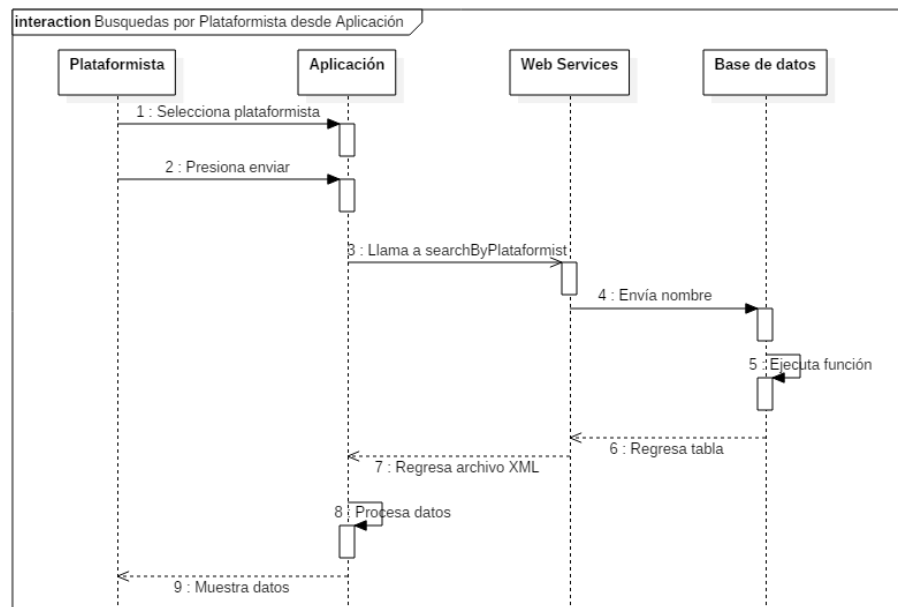 interaction Busquedas por Plataformista desde Aplicación
Plataformista
Aplicación
Web Services
Base de datos
1 : Selecciona plataformista
2 : Presiona enviar
3 : Llama a searchByPlataformist
4 : Envía nombre
5 : Ejecuta función
6 : Regresa tabla
7 : Regresa archivo XML
8 : Procesa datos
9 : Muestra datos